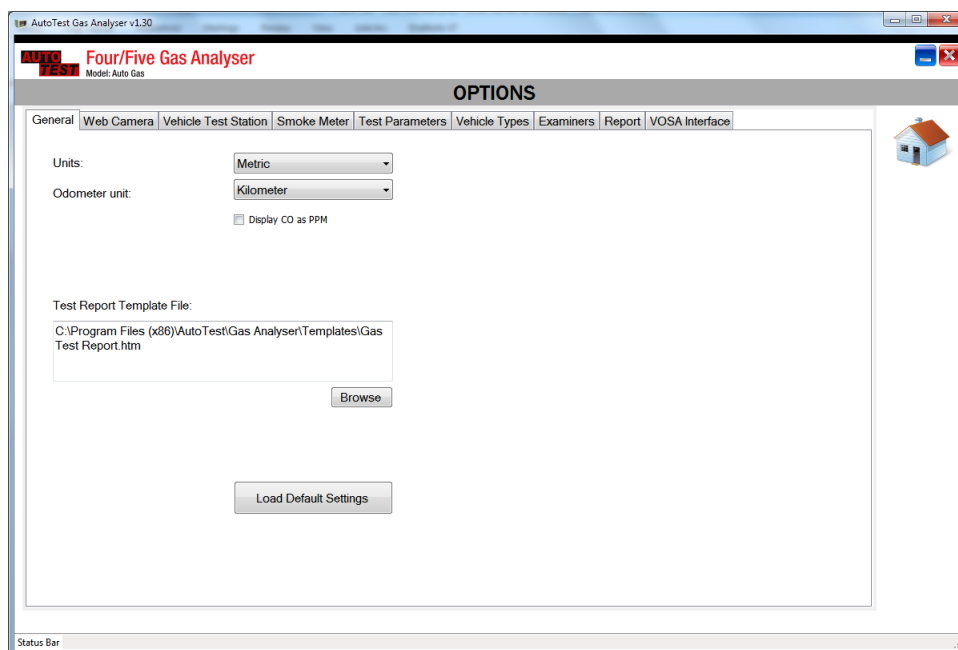 AutoTest Gas Analyser v1.30
AUTO
TEST
Four/Five Gas Analyser
Model: Auto Gas
OPTIONS
General Web Camera Vehicle Test Station Smoke Meter Test Parameters Vehicle Types Examiners Report VOSA Interface
Units: Metric
Odometer unit: Kilometer
Display CO as PPM
Test Report Template File:
C:\Program Files (x86)\AutoTest\Gas Analyser\Templates\Gas
Test Report.htm
Browse
Load Default Settings
Status Bar